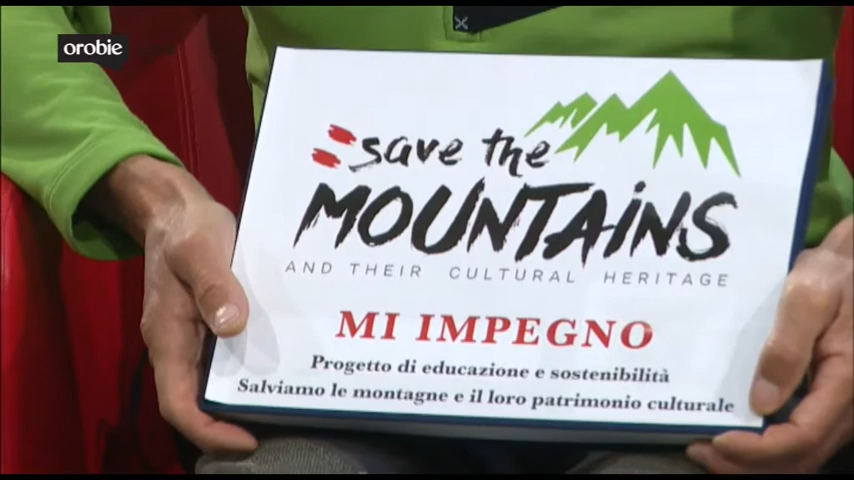 orobie
save the
MOUNTAINS
AND THEIR CULTURAL HERITAGE
MI IMPEGNO
Progetto di educazione e sostenibilità
Salviamo le montagne e il loro patrimonio culturale